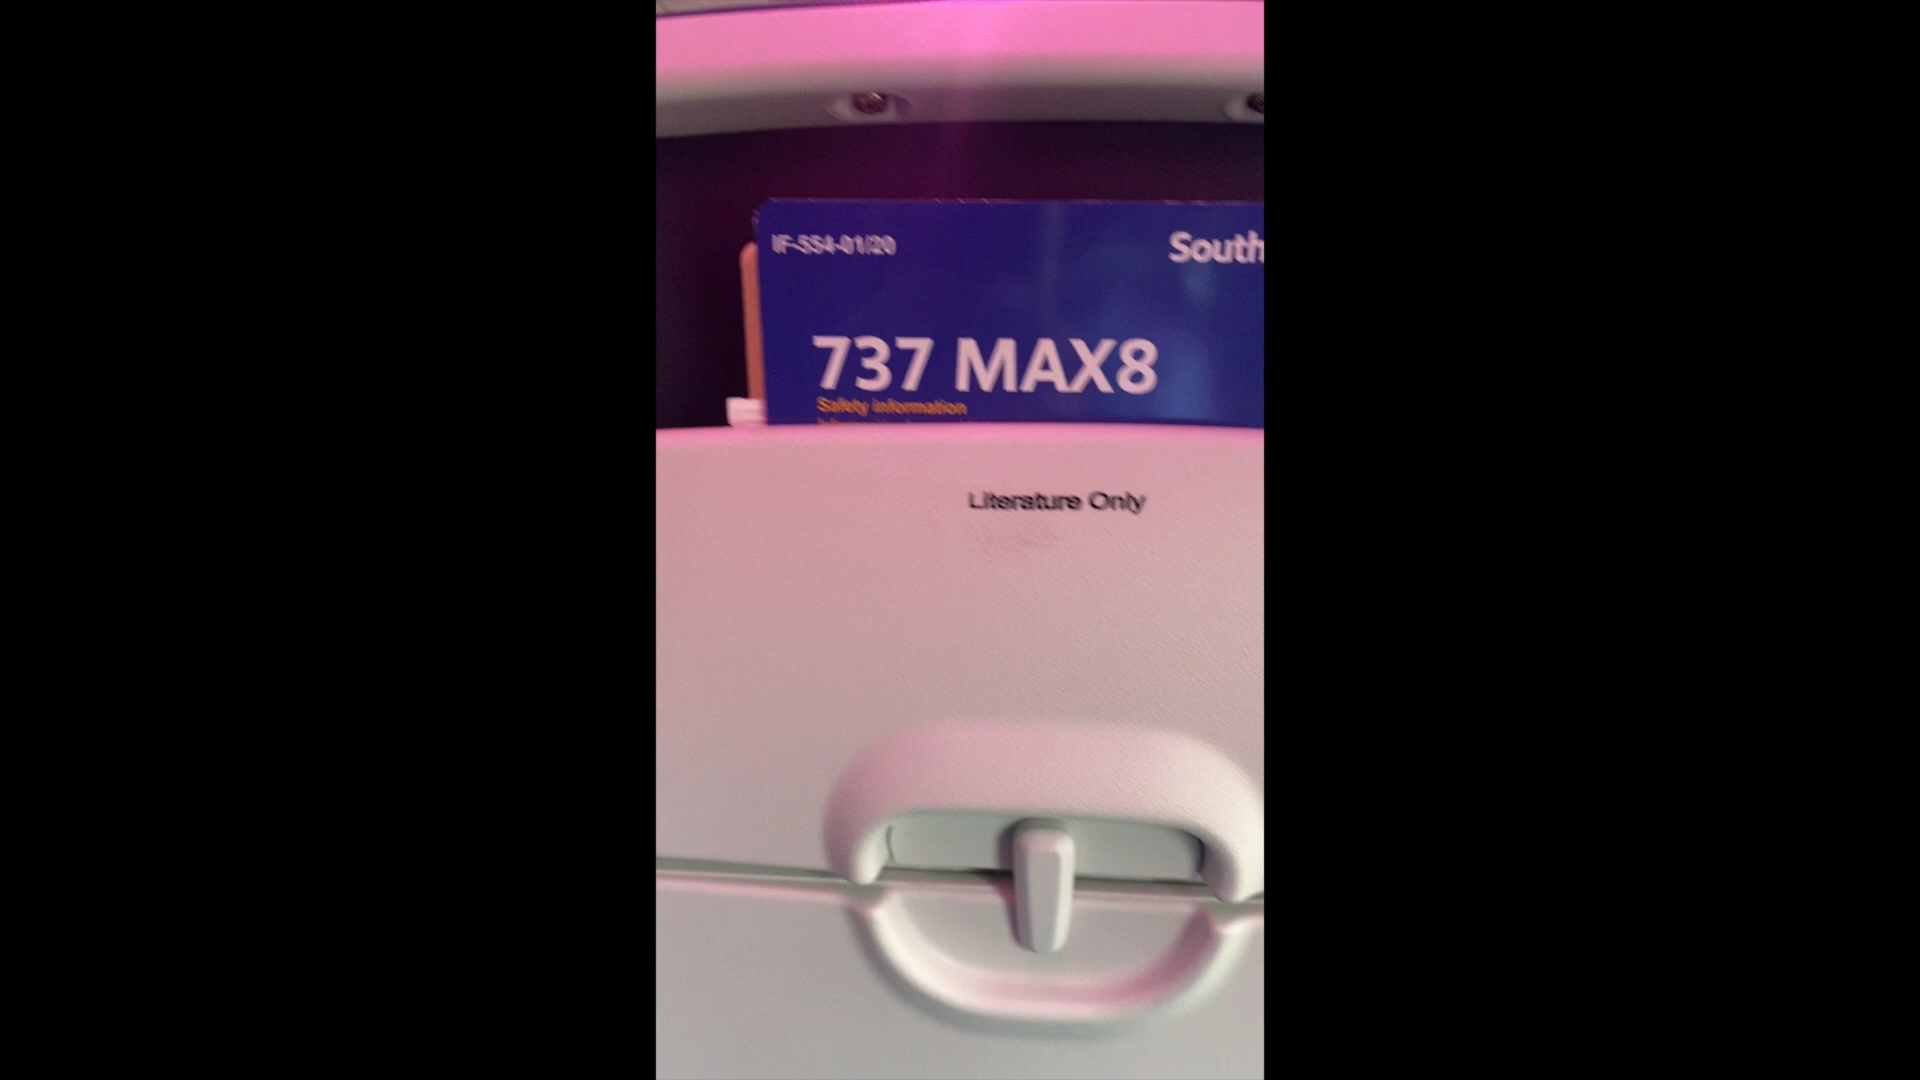 IF-554-01/20
South
737 MAX8
Safety information
Literature Only